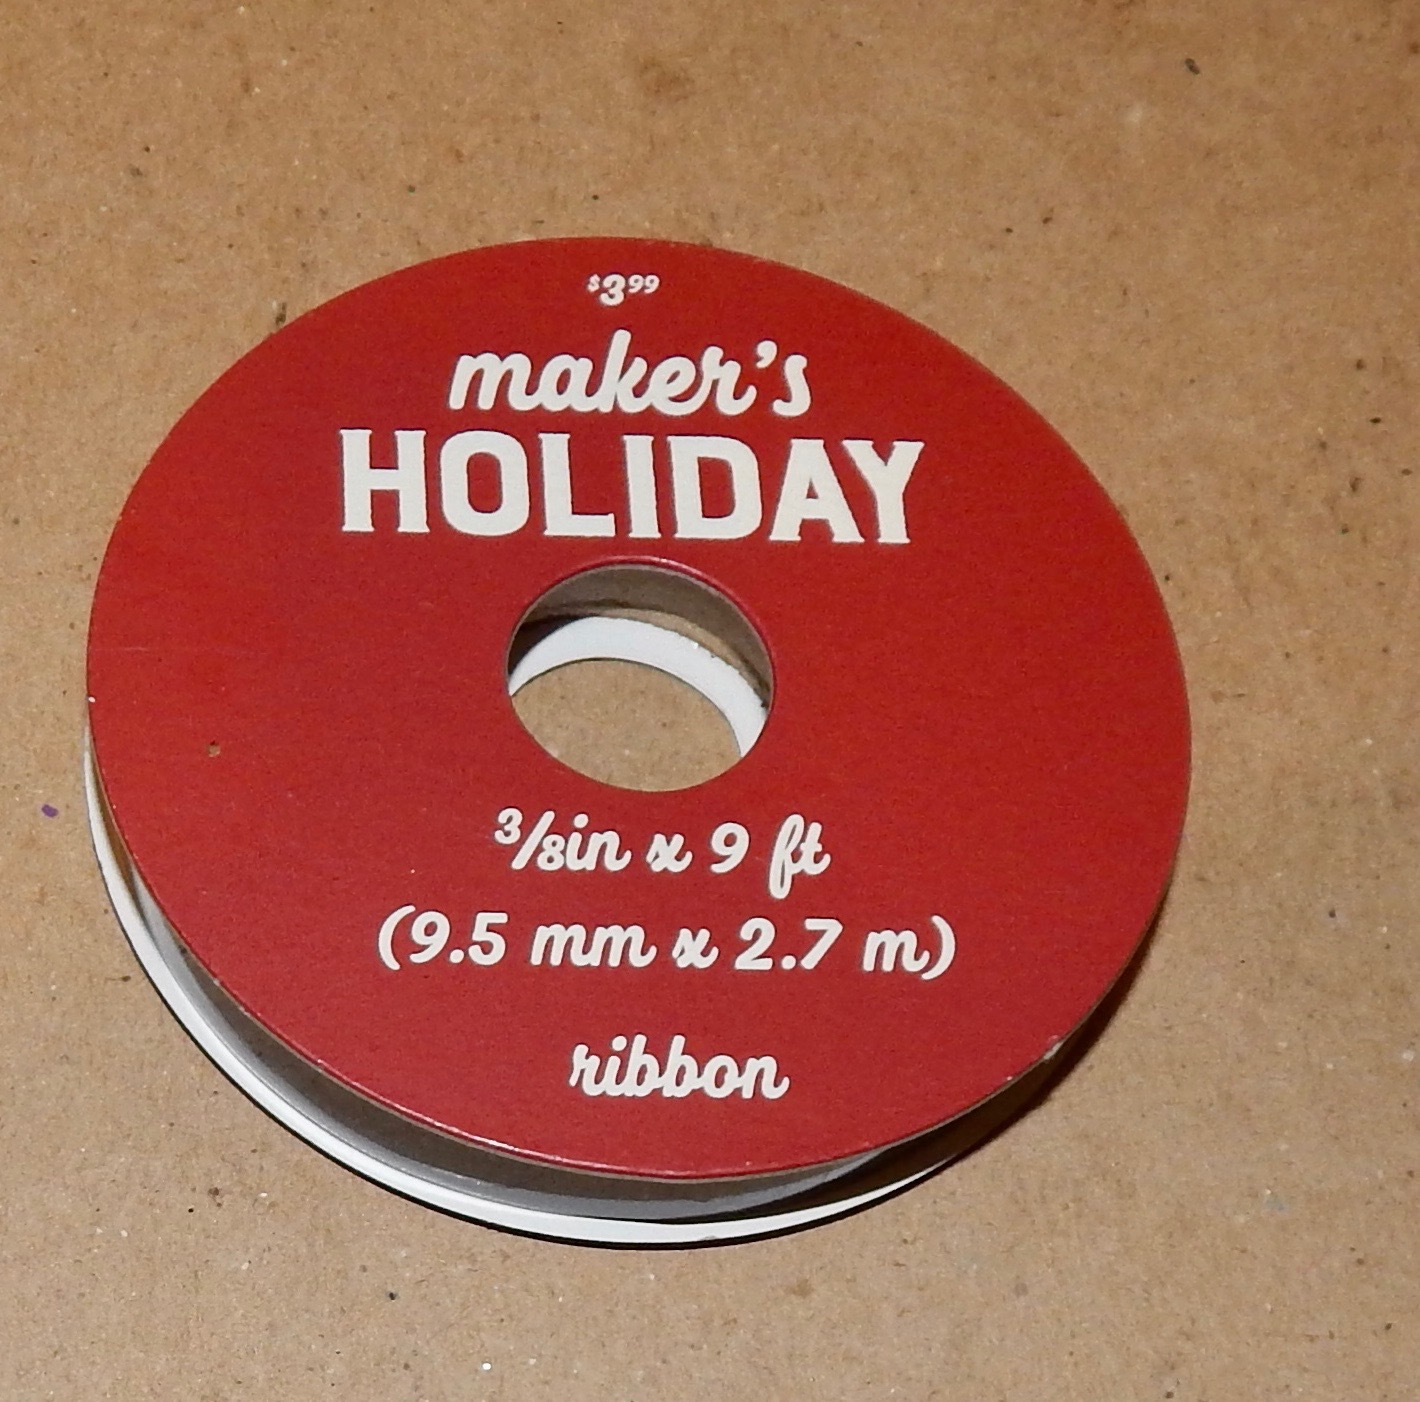 $3.99
maker's
HOLIDAY
3/8in x 9 ft
(9.5 mm x 2.7 m)
ribbon